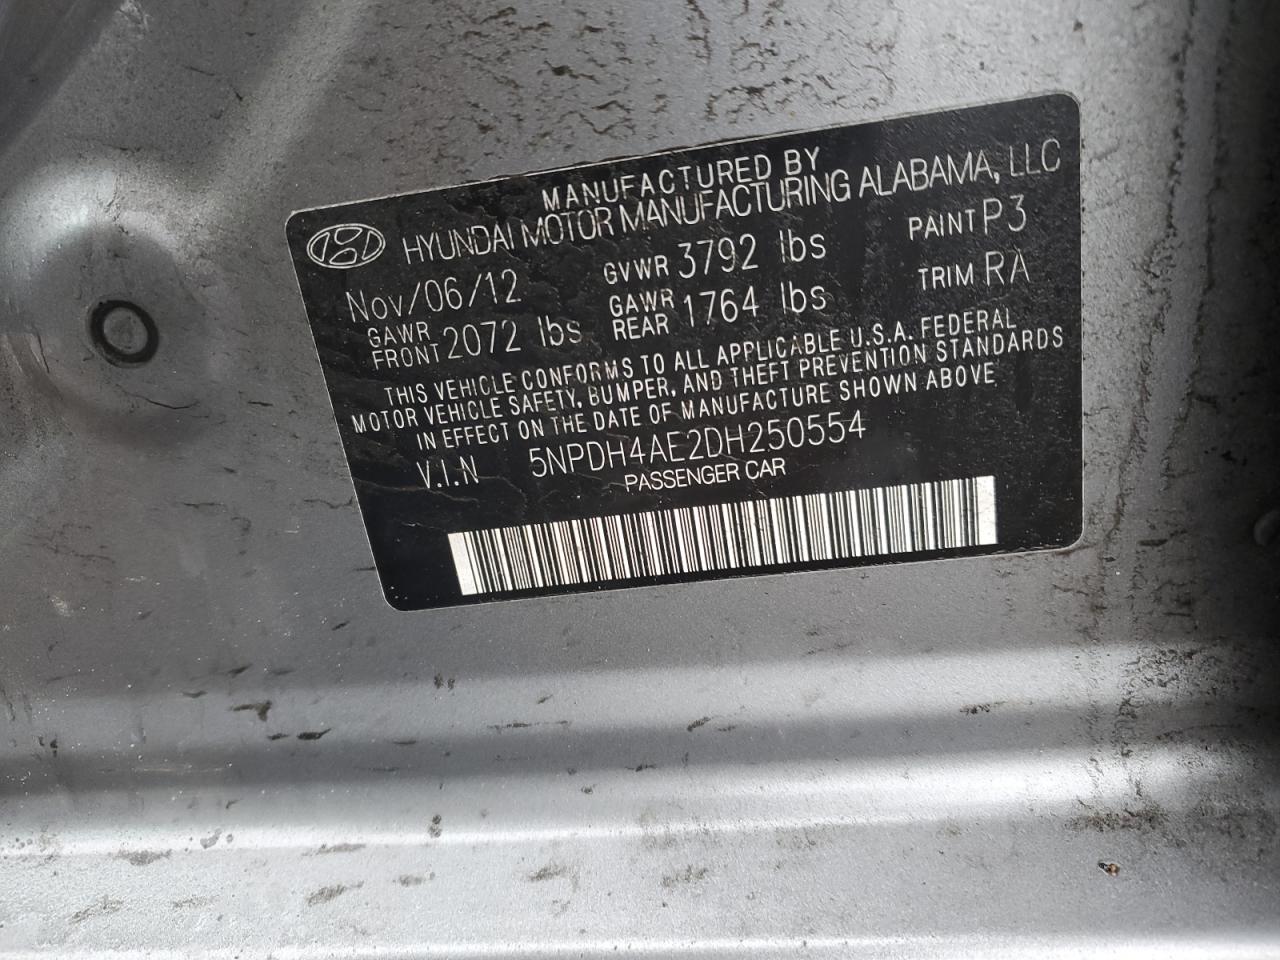 MANUFACTURED BY
HYUNDAI MOTOR MANUFACTURING ALABAMA, LLC
Nov/06/12 GVWR 3792 lbs PAINT P3
GAWR FRONT 2072 lbs GAWR REAR 1764 lbs TRIM RA
THIS VEHICLE CONFORMS TO ALL APPLICABLE U.S.A. FEDERAL
MOTOR VEHICLE SAFETY, BUMPER, AND THEFT PREVENTION STANDARDS
IN EFFECT ON THE DATE OF MANUFACTURE SHOWN ABOVE
V.I.N 5NPDH4AE2DH250554
PASSENGER CAR